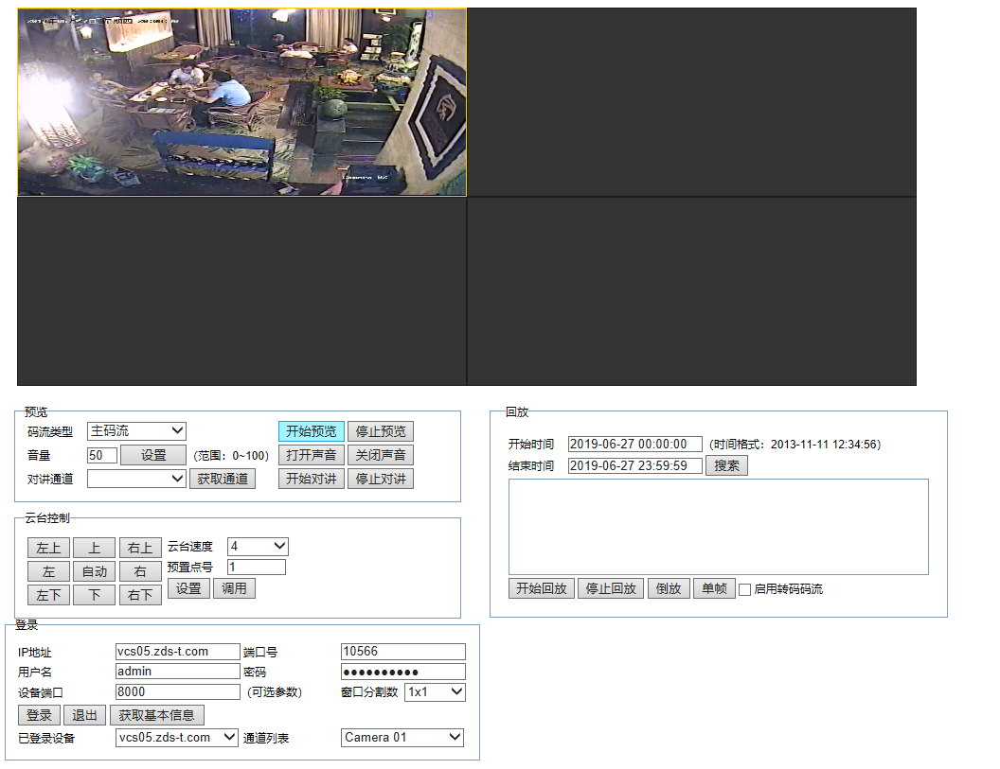 预览
码流类型 主码流 开始预览 停止预览
音量 50 设置 (范围：0~100) 打开声音 关闭声音
对讲通道 获取通道 开始对讲 停止对讲
云台控制
左上 上 右上 云台速度 4
左 自动 右 预置点号 1
左下 下 右下 设置 调用
回放
开始时间 2019-06-27 00:00:00 (时间格式：2013-11-11 12:34:56)
结束时间 2019-06-27 23:59:59 搜索
开始回放 停止回放 倒放 单帧 启用转码码流
登录
IP地址 vcs05.zds-t.com 端口号 10566
用户名 admin 密码 ●●●●●●●●●●
设备端口 8000 (可选参数) 窗口分割数 1x1
登录 退出 获取基本信息
已登录设备 vcs05.zds-t.com 通道列表 Camera 01